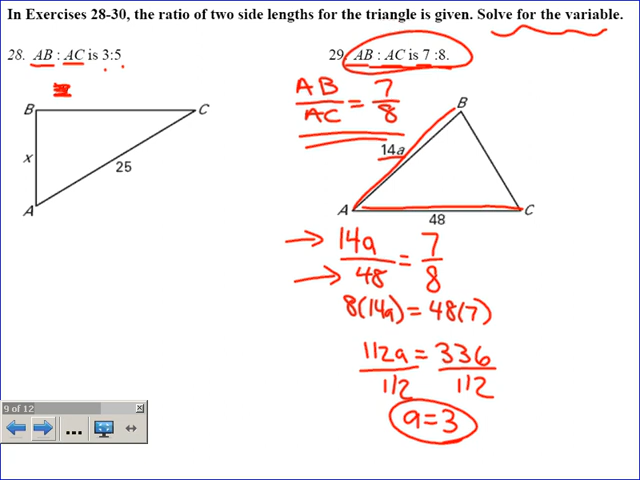 In Exercises 28-30, the ratio of two side lengths for the triangle is given. Solve for the variable.
28. AB : AC is 3:5
B
C
x
25
A
29. AB : AC is 7 :8.
AB/AC = 7/8
B
14a
A
48
C
14a/48 = 7/8
8(14a) = 48(7)
112a = 336
112 112
a=3
9 of 12
...